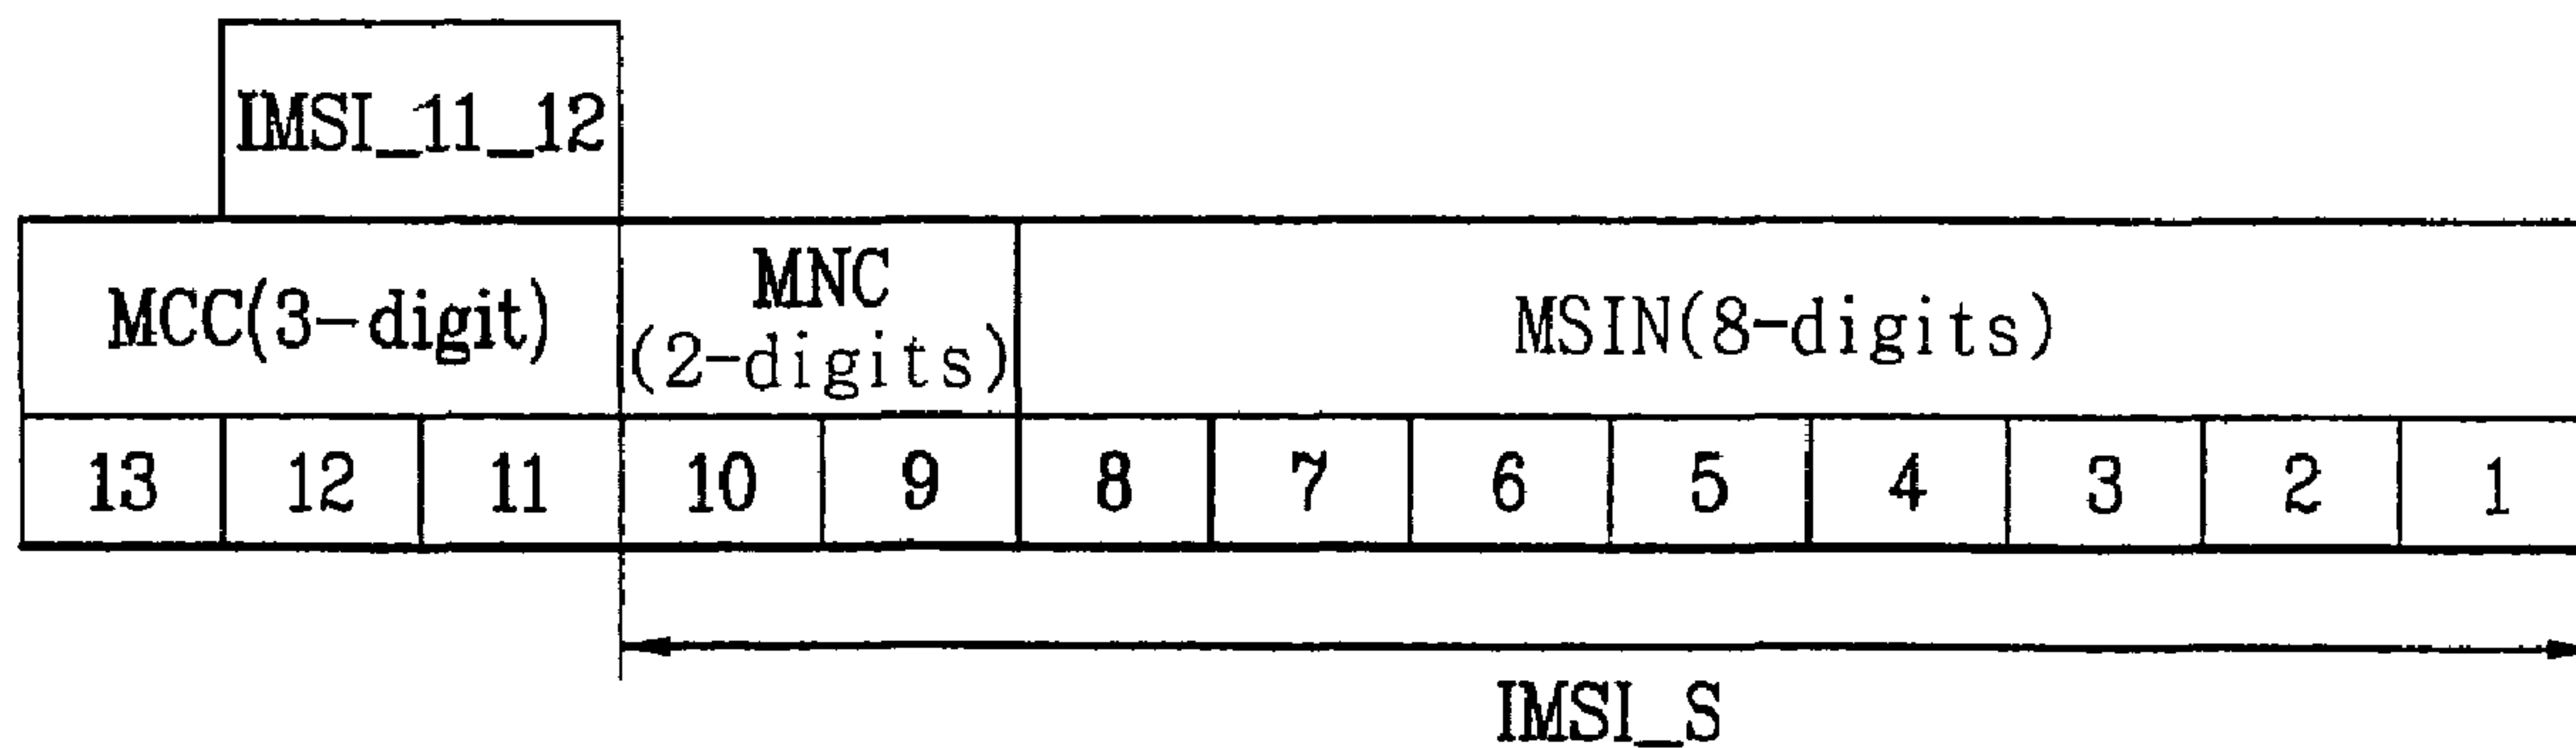 IMSI_11_12
MCC(3-digit)
MNC
(2-digits)
MSIN(8-digits)
13 12 11 10 9 8 7 6 5 4 3 2 1
IMSI_S